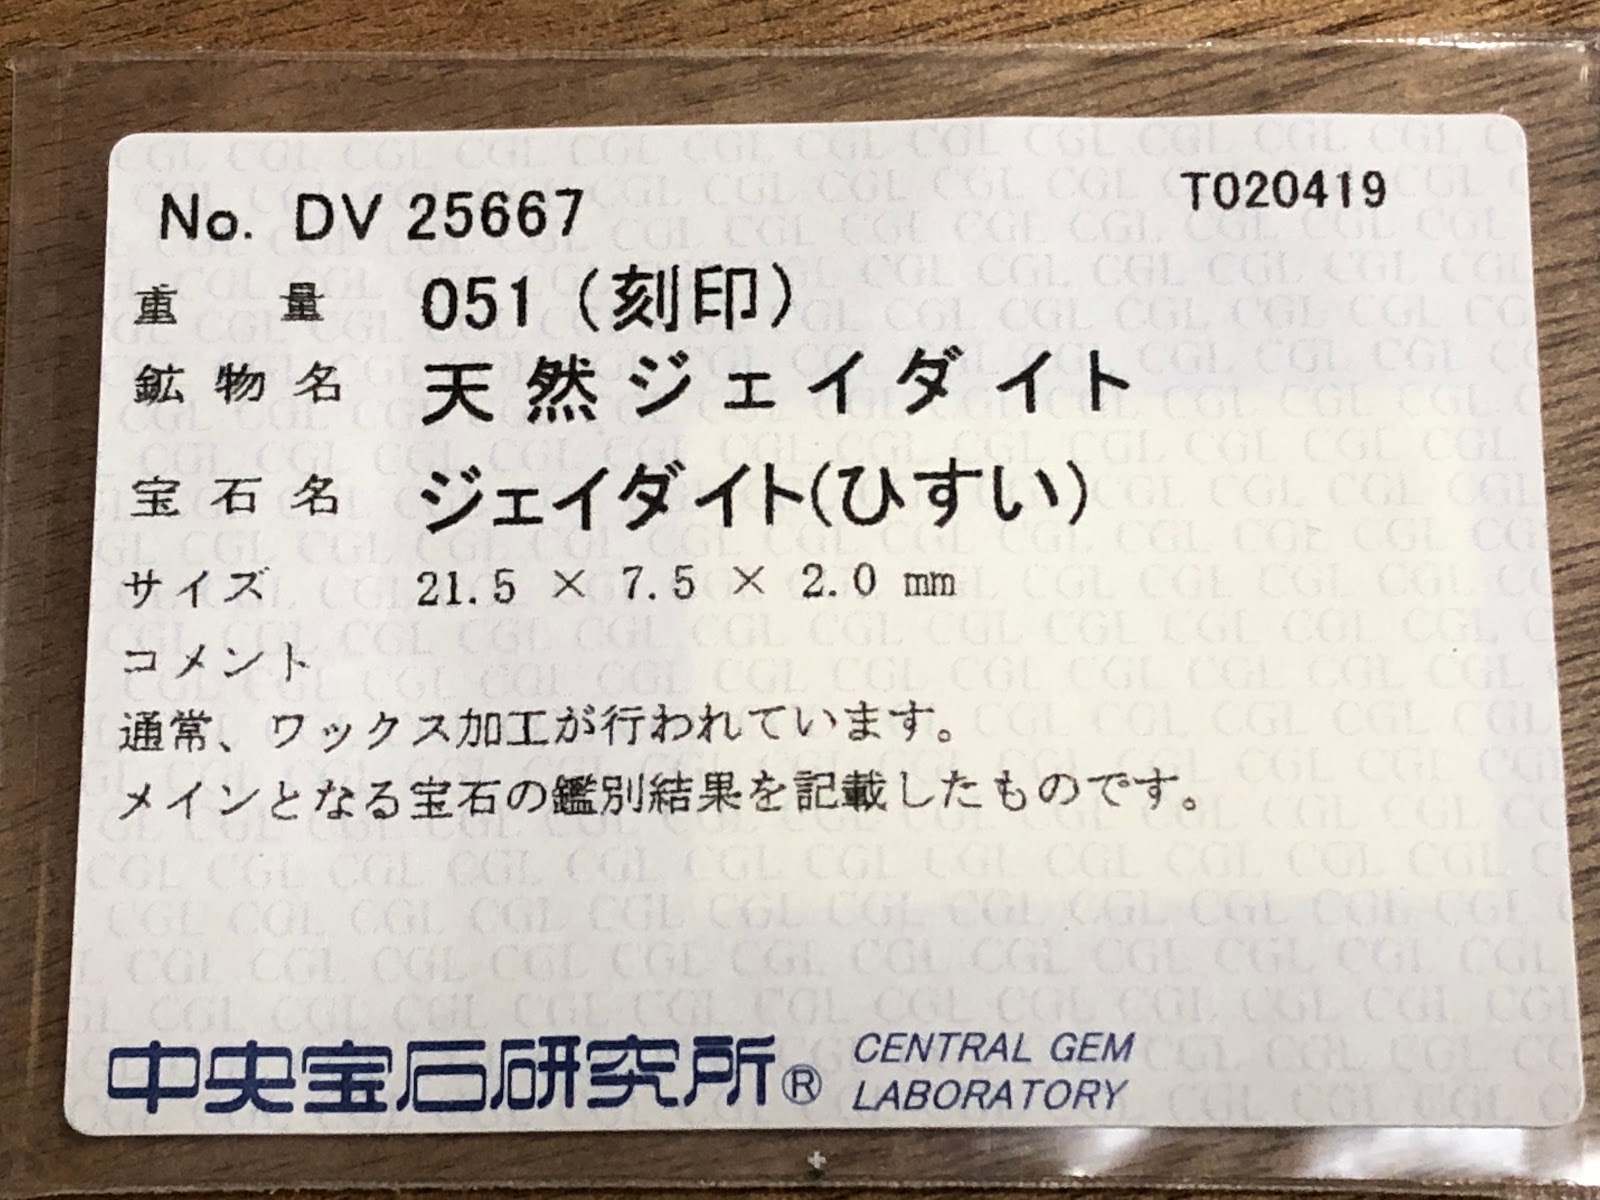 No. DV 25667
T020419
重量 051 (刻印)
鉱物名 天然ジェイダイト
宝石名 ジェイダイト(ひすい)
サイズ 21.5 × 7.5 × 2.0 mm
コメント
通常、ワックス加工が行われています。
メインとなる宝石の鑑別結果を記載したものです。
中央宝石研究所® CENTRAL GEM
LABORATORY